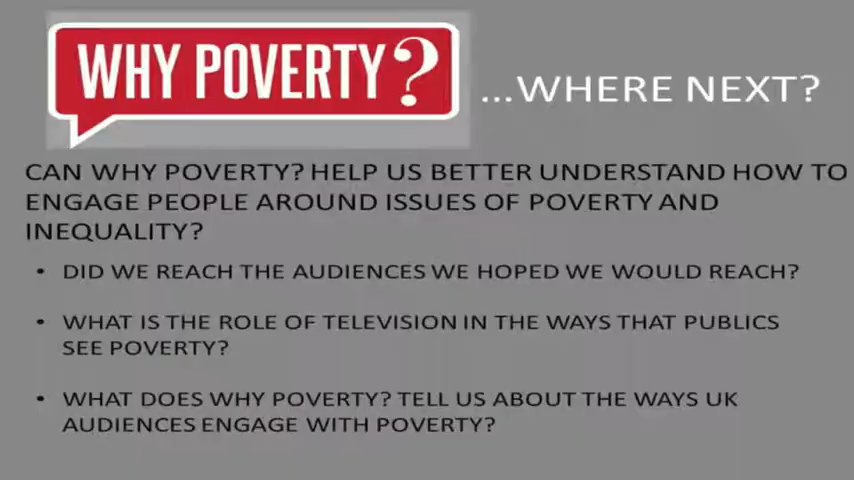 WHY POVERTY?
...WHERE NEXT?
CAN WHY POVERTY? HELP US BETTER UNDERSTAND HOW TO
ENGAGE PEOPLE AROUND ISSUES OF POVERTY AND
INEQUALITY?
• DID WE REACH THE AUDIENCES WE HOPED WE WOULD REACH?
• WHAT IS THE ROLE OF TELEVISION IN THE WAYS THAT PUBLICS
SEE POVERTY?
• WHAT DOES WHY POVERTY? TELL US ABOUT THE WAYS UK
AUDIENCES ENGAGE WITH POVERTY?